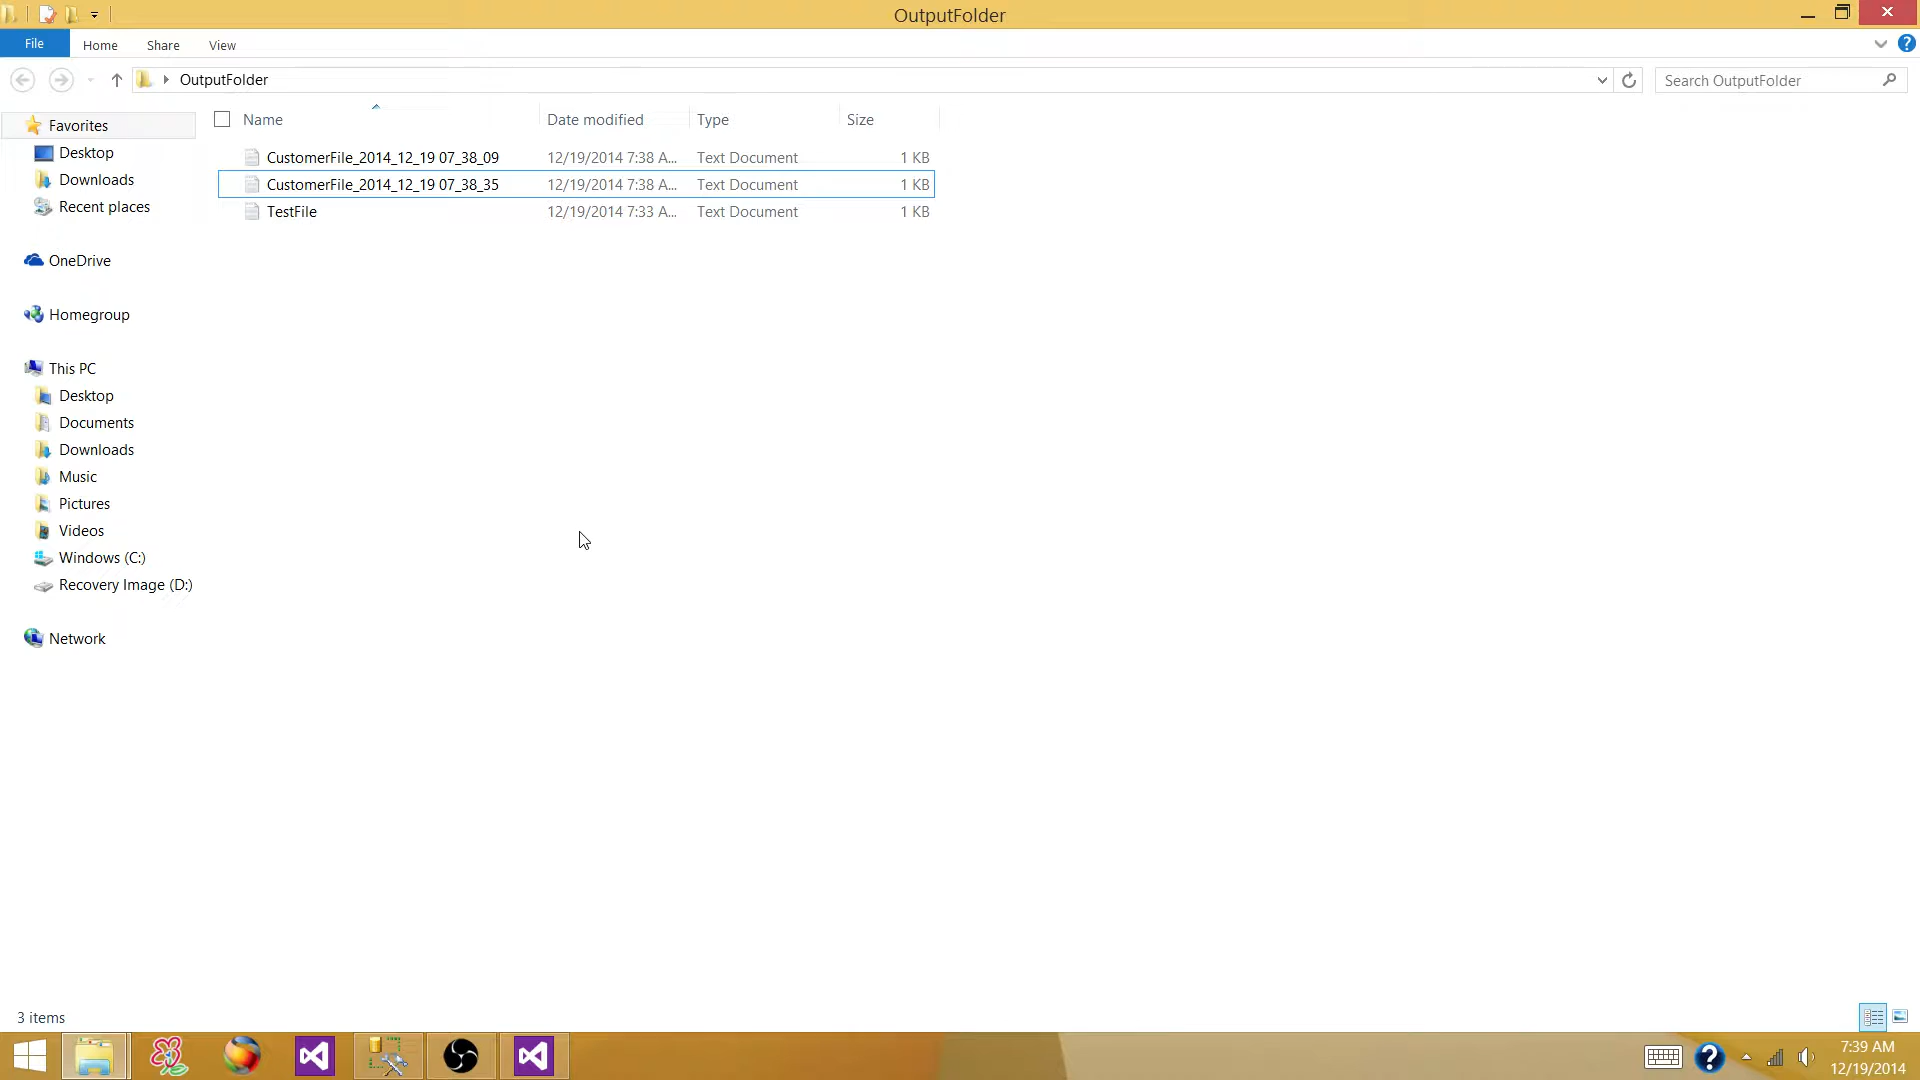 OutputFolder
File Home Share View
OutputFolder
Search OutputFolder
Name Date modified Type Size
CustomerFile_2014_12_19 07_38_09 12/19/2014 7:38 A... Text Document 1 KB
CustomerFile_2014_12_19 07_38_35 12/19/2014 7:38 A... Text Document 1 KB
TestFile 12/19/2014 7:33 A... Text Document 1 KB
Favorites
Desktop
Downloads
Recent places
OneDrive
Homegroup
This PC
Desktop
Documents
Downloads
Music
Pictures
Videos
Windows (C:)
Recovery Image (D:)
Network
3 items
7:39 AM
12/19/2014